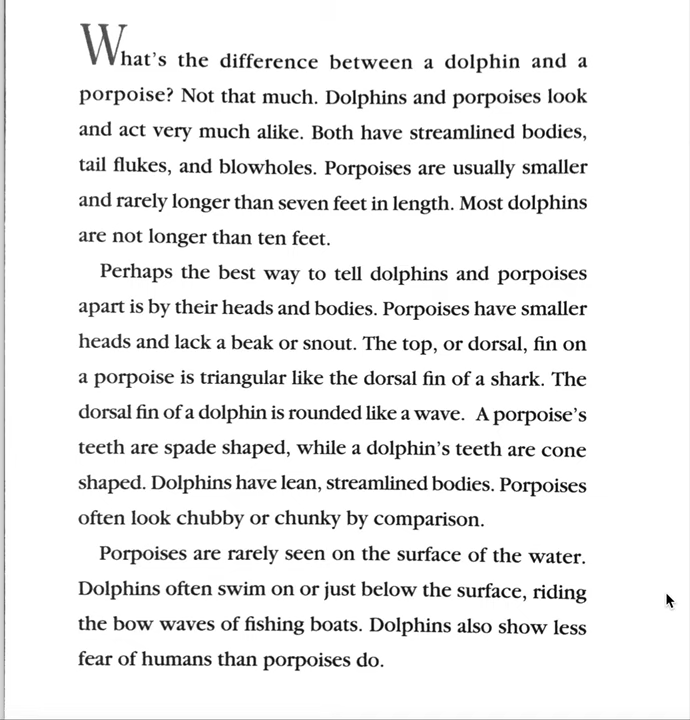 What's the difference between a dolphin and a
porpoise? Not that much. Dolphins and porpoises look
and act very much alike. Both have streamlined bodies,
tail flukes, and blowholes. Porpoises are usually smaller
and rarely longer than seven feet in length. Most dolphins
are not longer than ten feet.
Perhaps the best way to tell dolphins and porpoises
apart is by their heads and bodies. Porpoises have smaller
heads and lack a beak or snout. The top, or dorsal, fin on
a porpoise is triangular like the dorsal fin of a shark. The
dorsal fin of a dolphin is rounded like a wave.  A porpoise's
teeth are spade shaped, while a dolphin's teeth are cone
shaped. Dolphins have lean, streamlined bodies. Porpoises
often look chubby or chunky by comparison.
Porpoises are rarely seen on the surface of the water.
Dolphins often swim on or just below the surface, riding
the bow waves of fishing boats. Dolphins also show less
fear of humans than porpoises do.